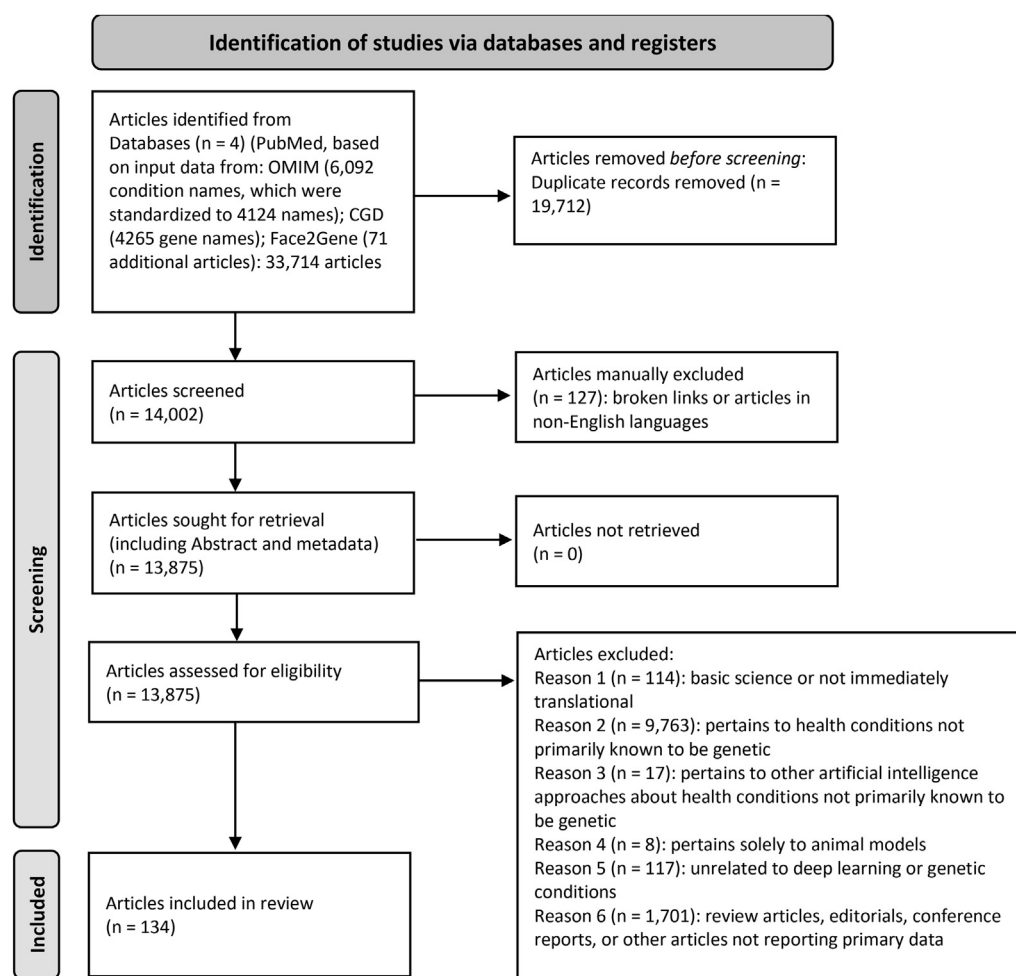 Identification of studies via databases and registers
Identification
Articles identified from
Databases (n = 4) (PubMed, based
on input data from: OMIM (6,092
condition names, which were
standardized to 4124 names); CGD
(4265 gene names); Face2Gene (71
additional articles): 33,714 articles
Articles removed before screening:
Duplicate records removed (n =
19,712)
Screening
Articles screened
(n = 14,002)
Articles manually excluded
(n = 127): broken links or articles in
non-English languages
Articles sought for retrieval
(including Abstract and metadata)
(n = 13,875)
Articles not retrieved
(n = 0)
Articles assessed for eligibility
(n = 13,875)
Articles excluded:
Reason 1 (n = 114): basic science or not immediately
translational
Reason 2 (n = 9,763): pertains to health conditions not
primarily known to be genetic
Reason 3 (n = 17): pertains to other artificial intelligence
approaches about health conditions not primarily known to
be genetic
Reason 4 (n = 8): pertains solely to animal models
Reason 5 (n = 117): unrelated to deep learning or genetic
conditions
Reason 6 (n = 1,701): review articles, editorials, conference
reports, or other articles not reporting primary data
Included
Articles included in review
(n = 134)